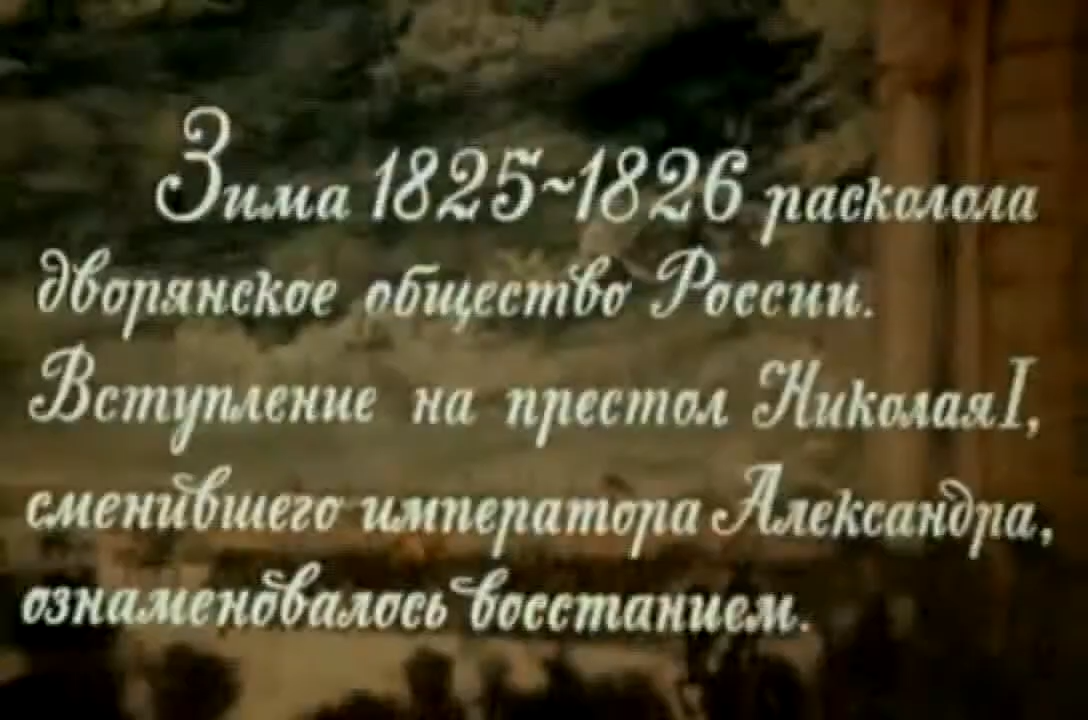 Зима 1825~1826 расколола
дворянское общество России.
Вступление на престол Николая I,
сменившего императора Александра,
ознаменовалось восстанием.